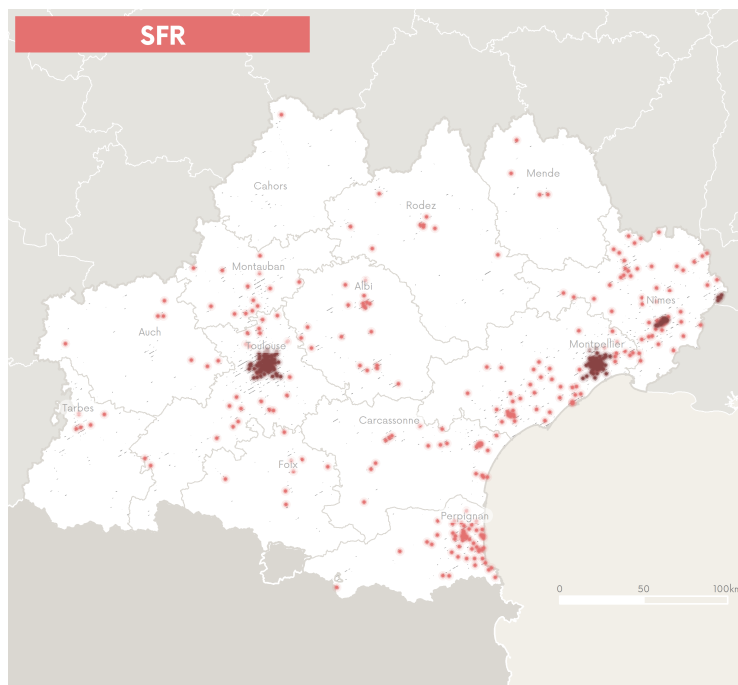 SFR
Mende
Cahors
Rodez
Montauban
Albi
Nîmes
Auch
Toulouse
Montpellier
Tarbes
Carcassonne
Foix
Perpignan
0 50 100km